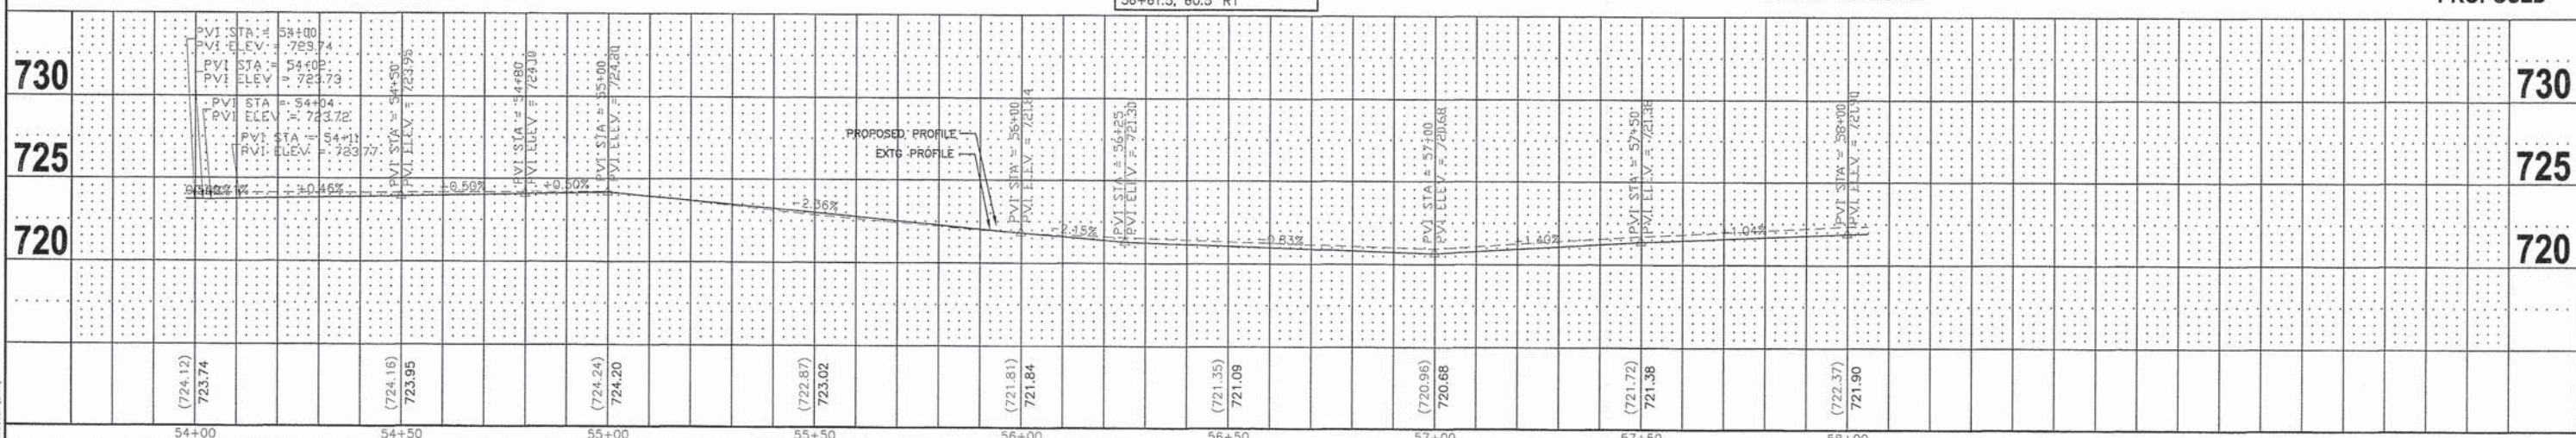 730
725
720
PVI STA = 54+00
PVI ELEV = 723.74
PVI STA = 54+02
PVI ELEV = 723.73
PVI STA = 54+04
PVI ELEV = 723.72
PVI STA = 54+11
PVI ELEV = 723.77
PVI STA = 54+50
PVI ELEV = 723.95
PVI STA = 54+80
PVI ELEV = 724.10
PVI STA = 55+00
PVI ELEV = 724.20
PROPOSED PROFILE
EXTG PROFILE
PVI STA = 56+00
PVI ELEV = 721.84
PVI STA = 56+25
PVI ELEV = 721.30
PVI STA = 57+00
PVI ELEV = 720.68
PVI STA = 57+50
PVI ELEV = 721.38
PVI STA = 58+00
PVI ELEV = 721.90
730
725
720
+0.46%
+0.50%
+0.50%
-2.36%
-2.15%
-0.83%
+1.40%
+1.04%
(724.12)
723.74
(724.16)
723.95
(724.24)
724.20
(722.87)
723.02
(721.81)
721.84
(721.35)
721.09
(720.96)
720.68
(721.72)
721.38
(722.37)
721.90
54+00
54+50
55+00
55+50
56+00
56+50
57+00
57+50
58+00